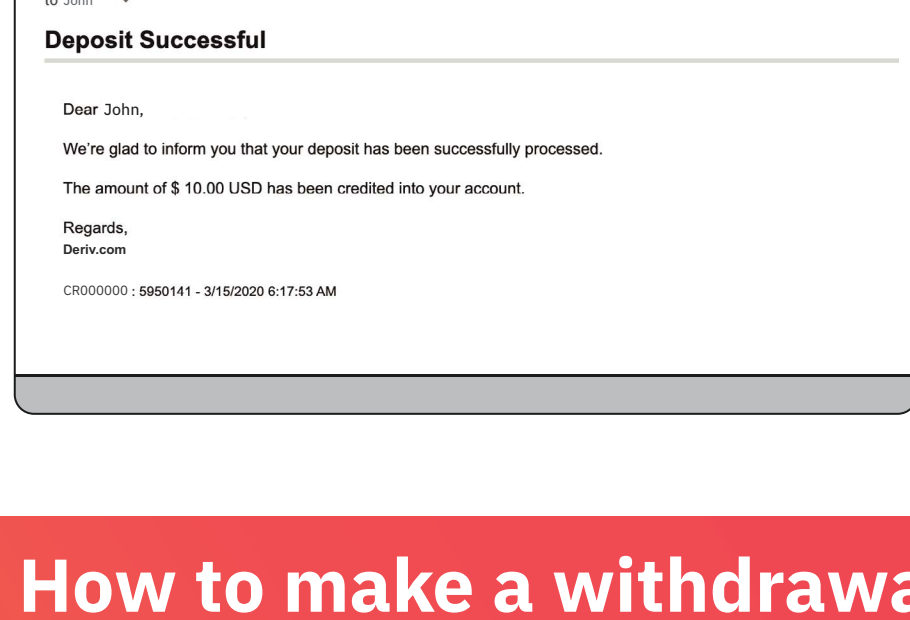 to John
Deposit Successful
Dear John,
We're glad to inform you that your deposit has been successfully processed.
The amount of $ 10.00 USD has been credited into your account.
Regards,
Deriv.com
CR000000 : 5950141 - 3/15/2020 6:17:53 AM
How to make a withdrawa